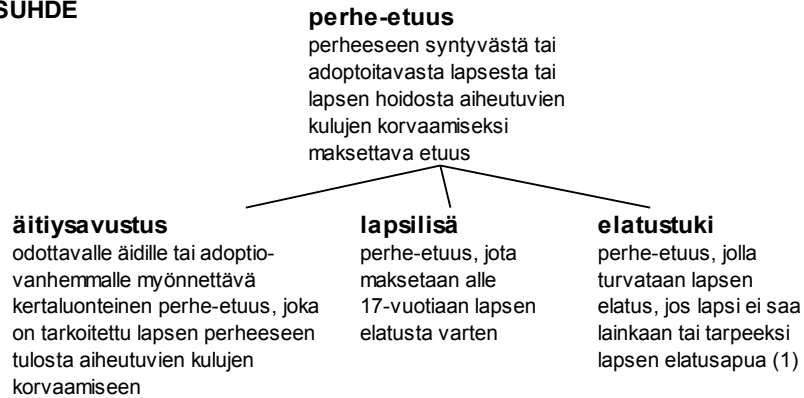 SUHDE
perhe-etuus
perheeseen syntyvästä tai
adoptoitavasta lapsesta tai
lapsen hoidosta aiheutuvien
kulujen korvaamiseksi
maksettava etuus
äitiysavustus
odottavalle äidille tai adoptio-
vanhemmalle myönnettävä
kertaluonteinen perhe-etuus, joka
on tarkoitettu lapsen perheeseen
tulosta aiheutuvien kulujen
korvaamiseen
lapsilisä
perhe-etuus, jota
maksetaan alle
17-vuotiaan lapsen
elatusta varten
elatustuki
perhe-etuus, jolla
turvataan lapsen
elatus, jos lapsi ei saa
lainkaan tai tarpeeksi
lapsen elatusapua (1)